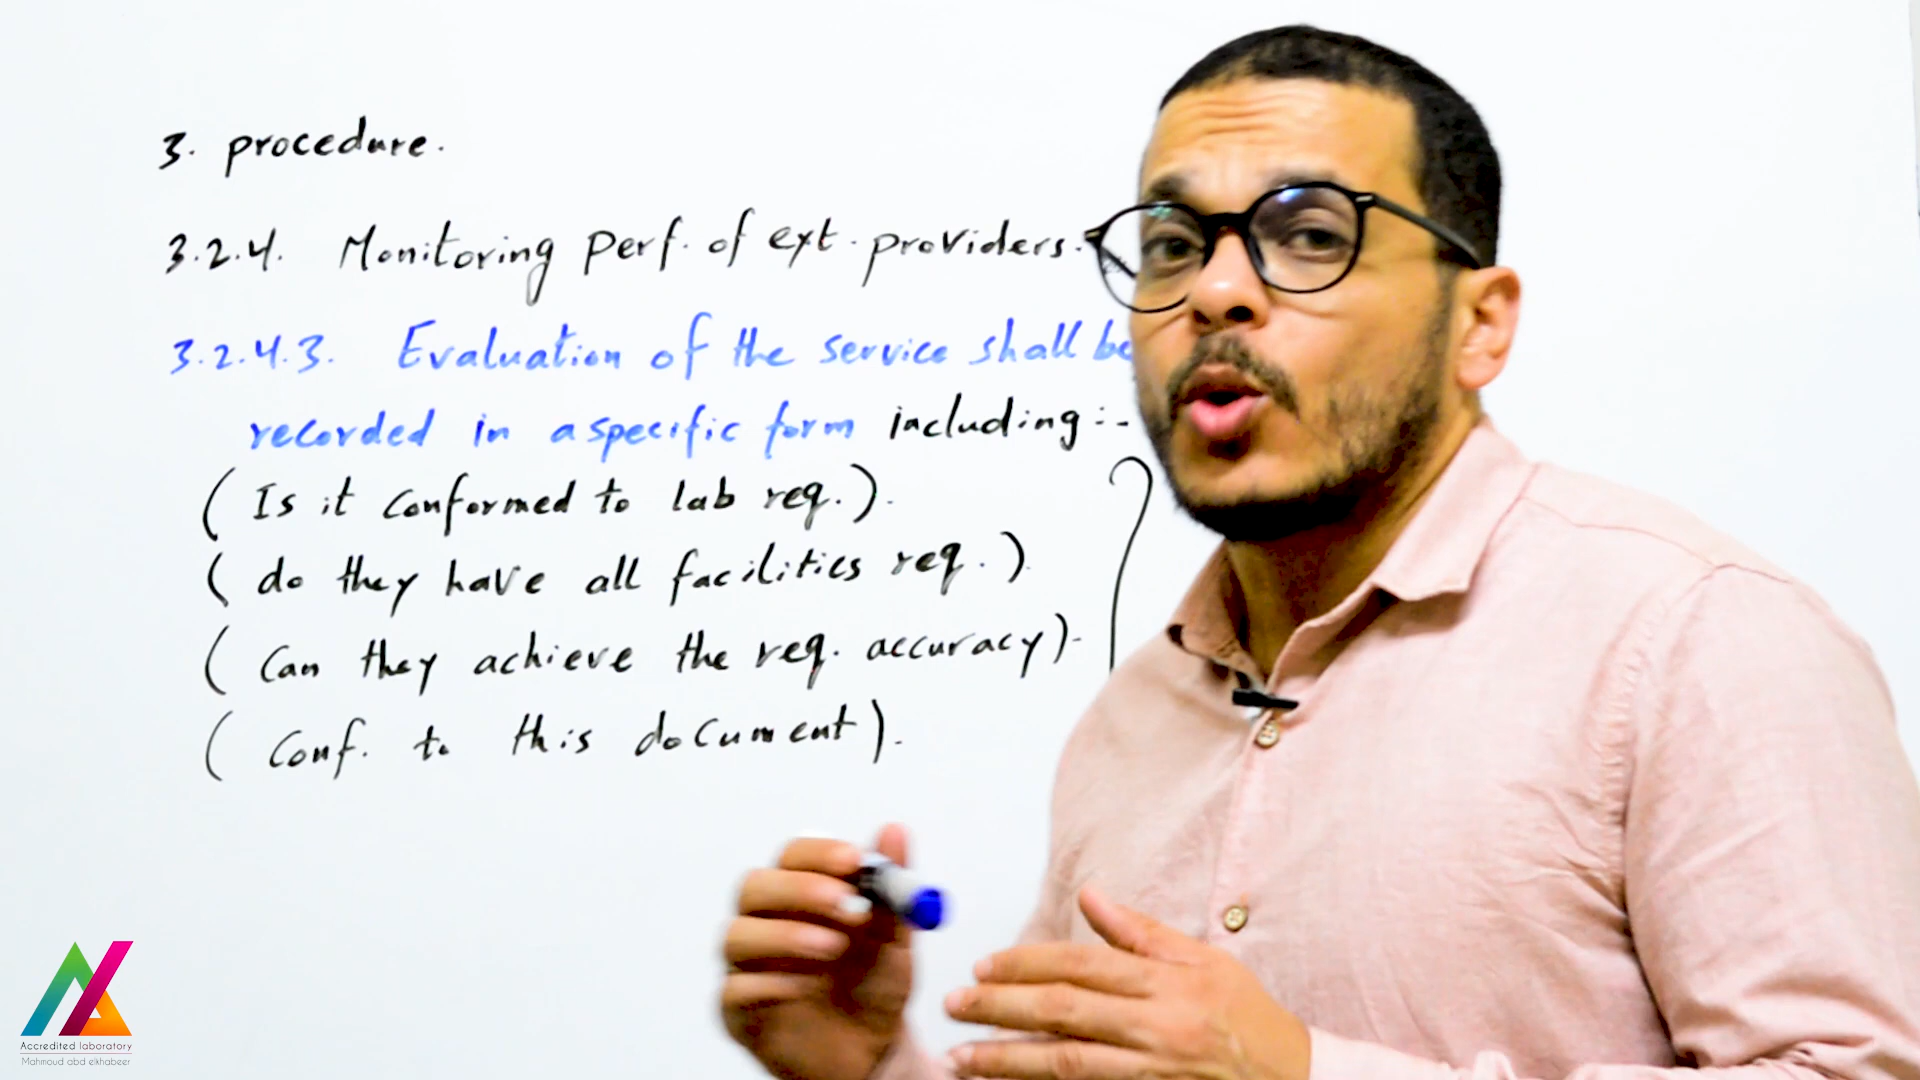 3. procedure.
3.2.4. Monitoring perf. of ext. providers.
3.2.4.3. Evaluation of the service shall be
recorded in a specific form including:-
( Is it conformed to lab req. ).
( do they have all facilities req. ).
( Can they achieve the req. accuracy ).
( Conf. to this document ).
Accredited laboratory
Mahmoud abd elkhabeer